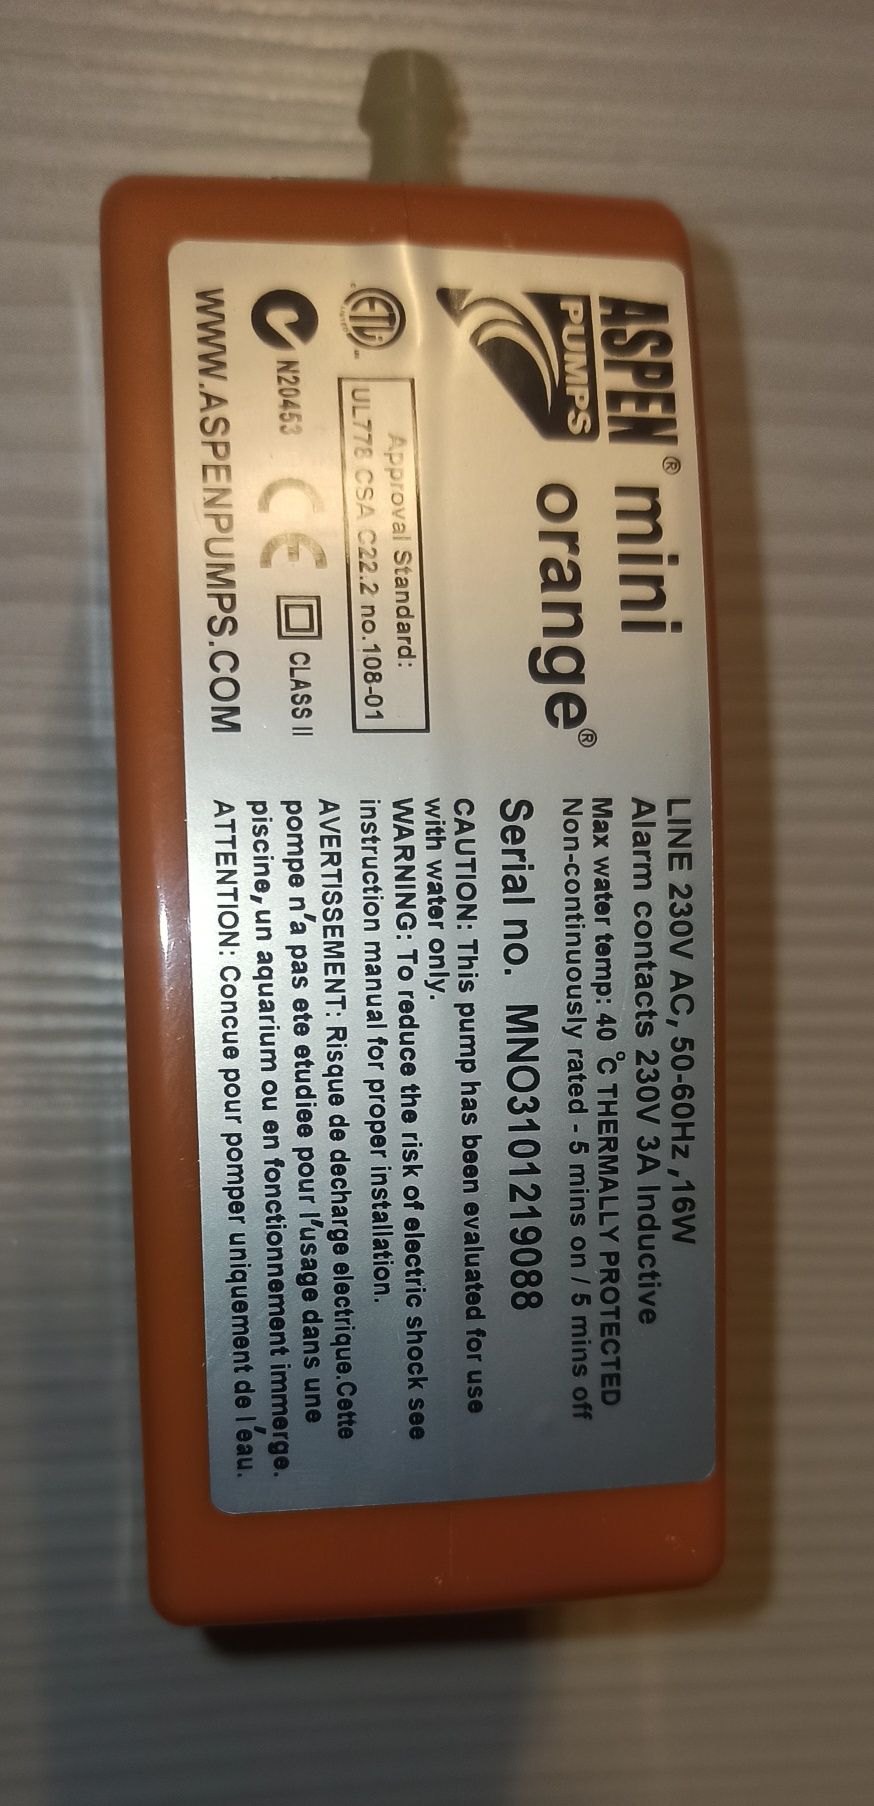 ASPEN®
PUMPS
mini
orange®
ETL
Approval Standard:
UL778 CSA C22.2 no.108-01
N20453 CE CLASS II
WWW.ASPENPUMPS.COM
LINE 230V AC, 50-60Hz ,16W
Alarm contacts 230V 3A Inductive
Max water temp: 40 °C THERMALLY PROTECTED
Non-continuously rated - 5 mins on / 5 mins off
Serial no. MNO3101219088
CAUTION: This pump has been evaluated for use
with water only.
WARNING: To reduce the risk of electric shock see
instruction manual for proper installation.
AVERTISSEMENT: Risque de decharge electrique.Cette
pompe n'a pas ete etudiee pour l'usage dans une
piscine, un aquarium ou en fonctionnement immerge.
ATTENTION: Concue pour pomper uniquement de l'eau.